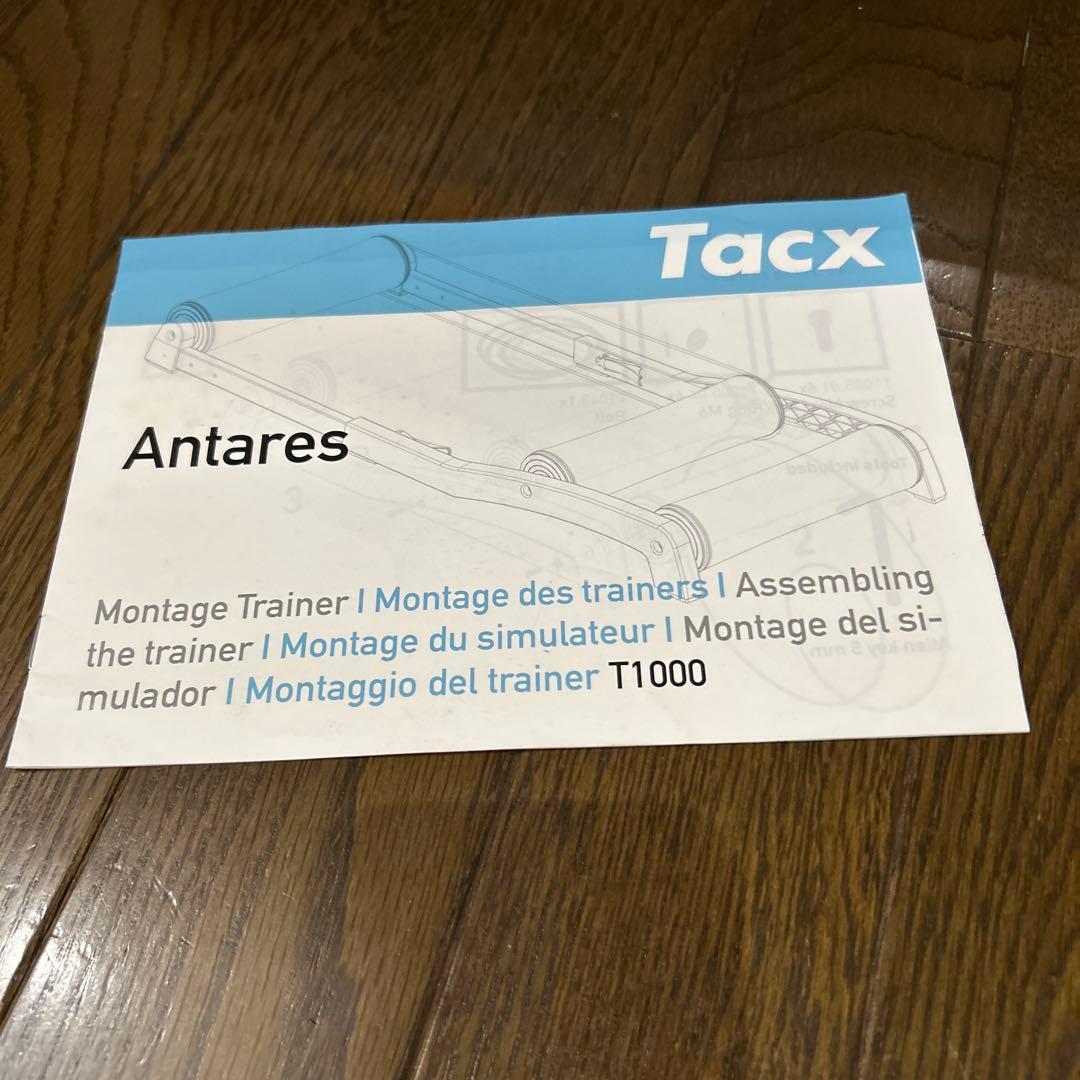 Tacx
Antares
Montage Trainer | Montage des trainers | Assembling
the trainer | Montage du simulateur | Montage del si-
mulador | Montaggio del trainer T1000